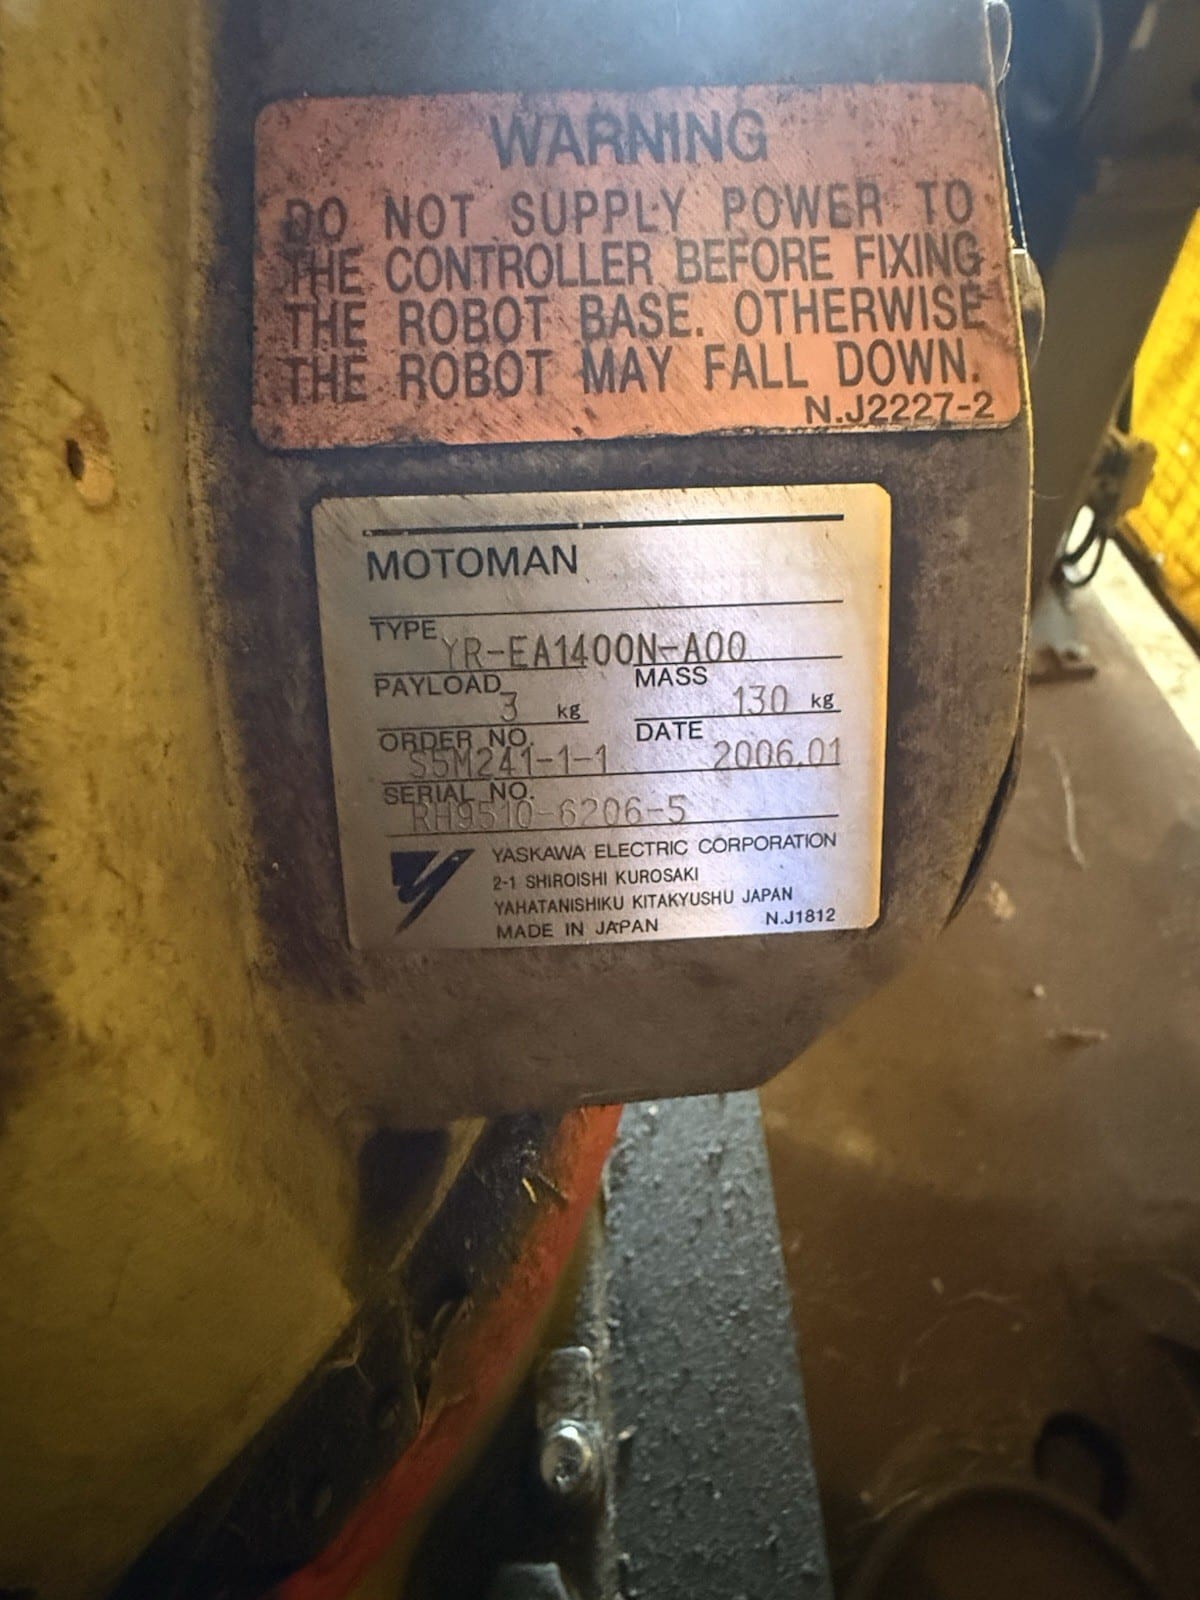 WARNING
DO NOT SUPPLY POWER TO
THE CONTROLLER BEFORE FIXING
THE ROBOT BASE. OTHERWISE
THE ROBOT MAY FALL DOWN.
N.J2227-2
MOTOMAN
TYPE YR-EA1400N-A00
PAYLOAD 3 kg MASS 130 kg
ORDER NO. S5M241-1-1 DATE 2006.01
SERIAL NO. RH9510-6206-5
YASKAWA ELECTRIC CORPORATION
2-1 SHIROISHI KUROSAKI
YAHATANISHIKU KITAKYUSHU JAPAN
MADE IN JAPAN N.J1812